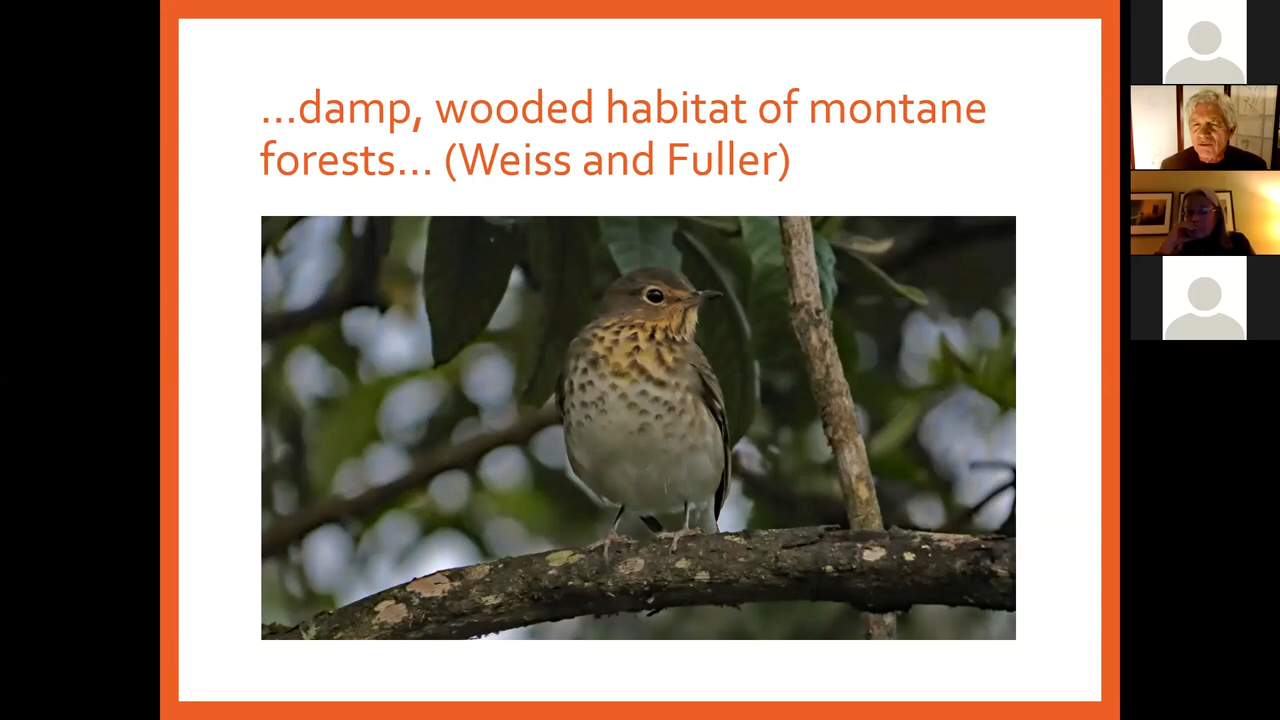 ...damp, wooded habitat of montane
forests... (Weiss and Fuller)